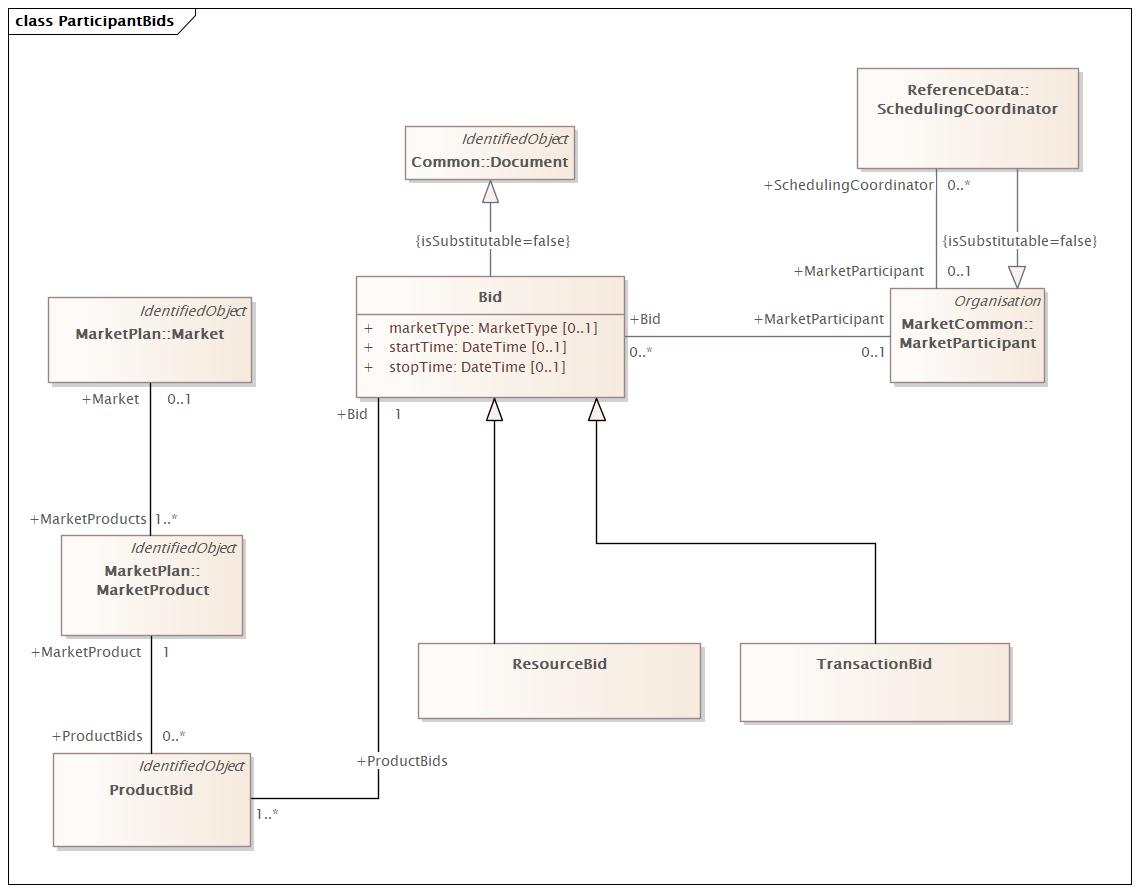 class ParticipantBids
ReferenceData::
SchedulingCoordinator
IdentifiedObject
Common::Document
+SchedulingCoordinator 0..*
{isSubstitutable=false}
{isSubstitutable=false}
+MarketParticipant 0..1
Bid
+ marketType: MarketType [0..1]
+ startTime: DateTime [0..1]
+ stopTime: DateTime [0..1]
Organisation
MarketCommon::
MarketParticipant
IdentifiedObject
MarketPlan::Market
+Bid
0..*
+MarketParticipant
0..1
+Market 0..1
+Bid 1
+MarketProducts 1..*
IdentifiedObject
MarketPlan::
MarketProduct
+MarketProduct 1
ResourceBid
TransactionBid
+ProductBids 0..*
+ProductBids
1..*
IdentifiedObject
ProductBid